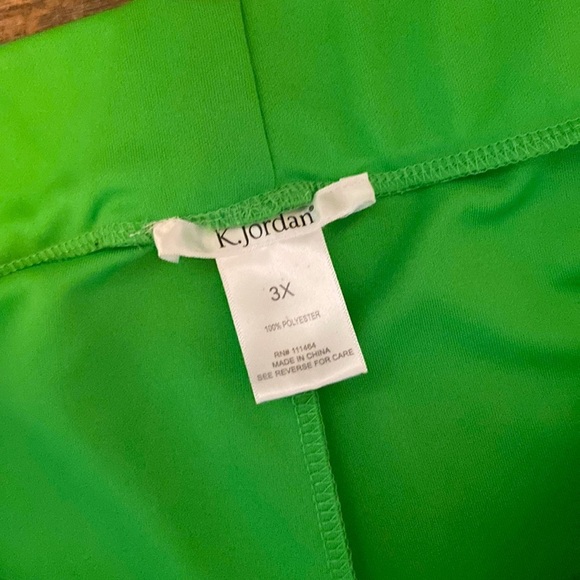 K.Jordan®
3X
100% POLYESTER
RN# 111464
MADE IN CHINA
SEE REVERSE FOR CARE